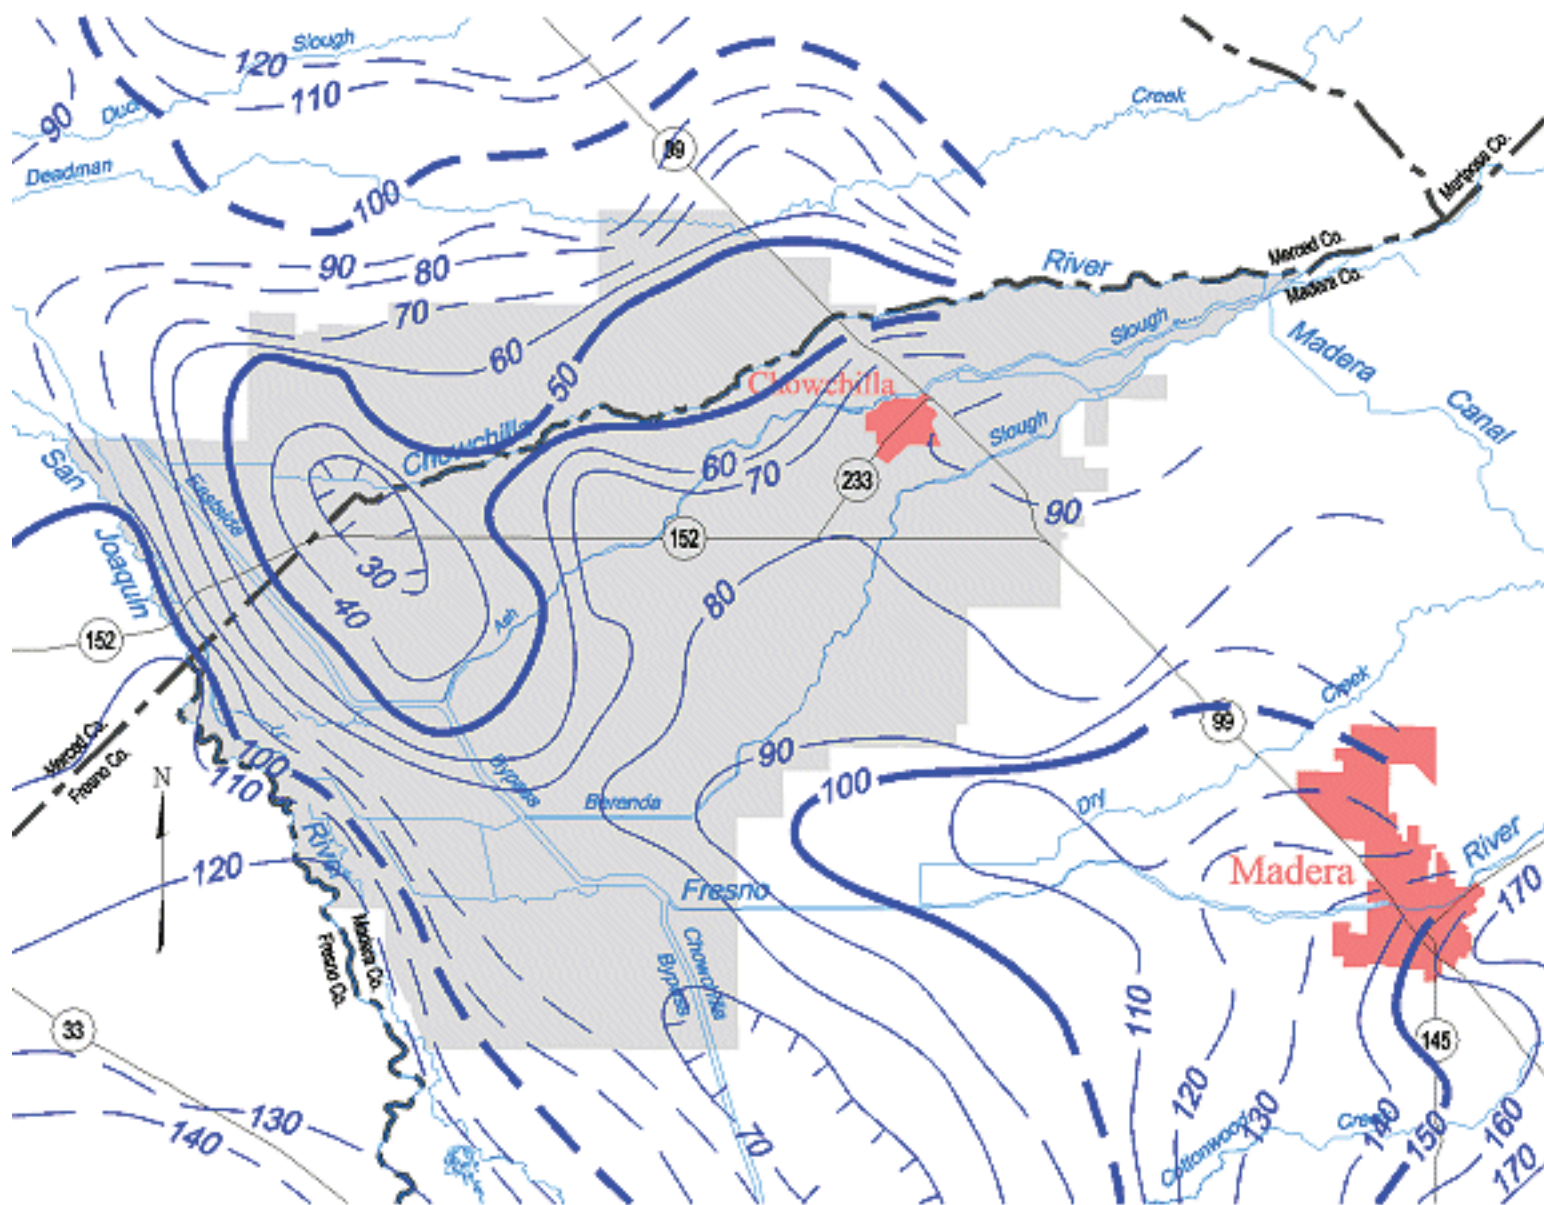 Slough
120
110
90
Deadman
100
99
Creek
Mariposa Co.
Merced Co.
Madera Co.
River
90
80
70
60
50
Slough
Madera
Canal
Chowchilla
Chowchilla
Slough
San
Joaquin
Eastside
60
70
233
90
152
30
40
80
Ash
152
Merced Co.
Fresno Co.
N
100
110
River
Bypass
Berenda
90
100
99
Creek
Dry
Madera
River
120
Fresno
170
Madera Co.
Fresno Co.
Chowchilla
Bypass
33
110
145
120
130
140
150
160
170
130
140
70
Cottonwood
Creek